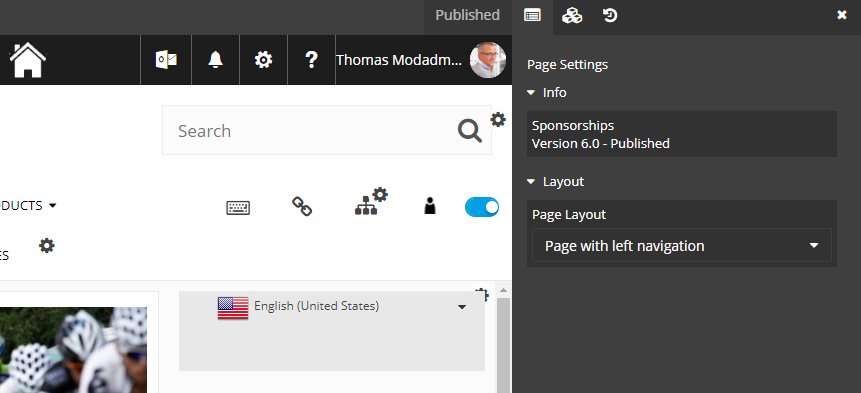 Published
Thomas Modadm...
Search
DUCTS
ES
English (United States)
Page Settings
Info
Sponsorships
Version 6.0 - Published
Layout
Page Layout
Page with left navigation